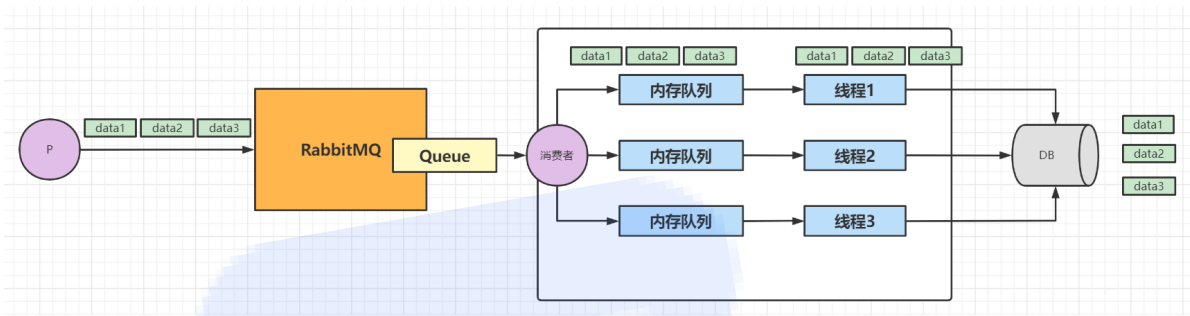 data1 data2 data3 data1 data2 data3
内存队列 线程1
data1 data2 data3
data1
P RabbitMQ Queue 消费者 内存队列 线程2 DB
data2
data3
内存队列 线程3